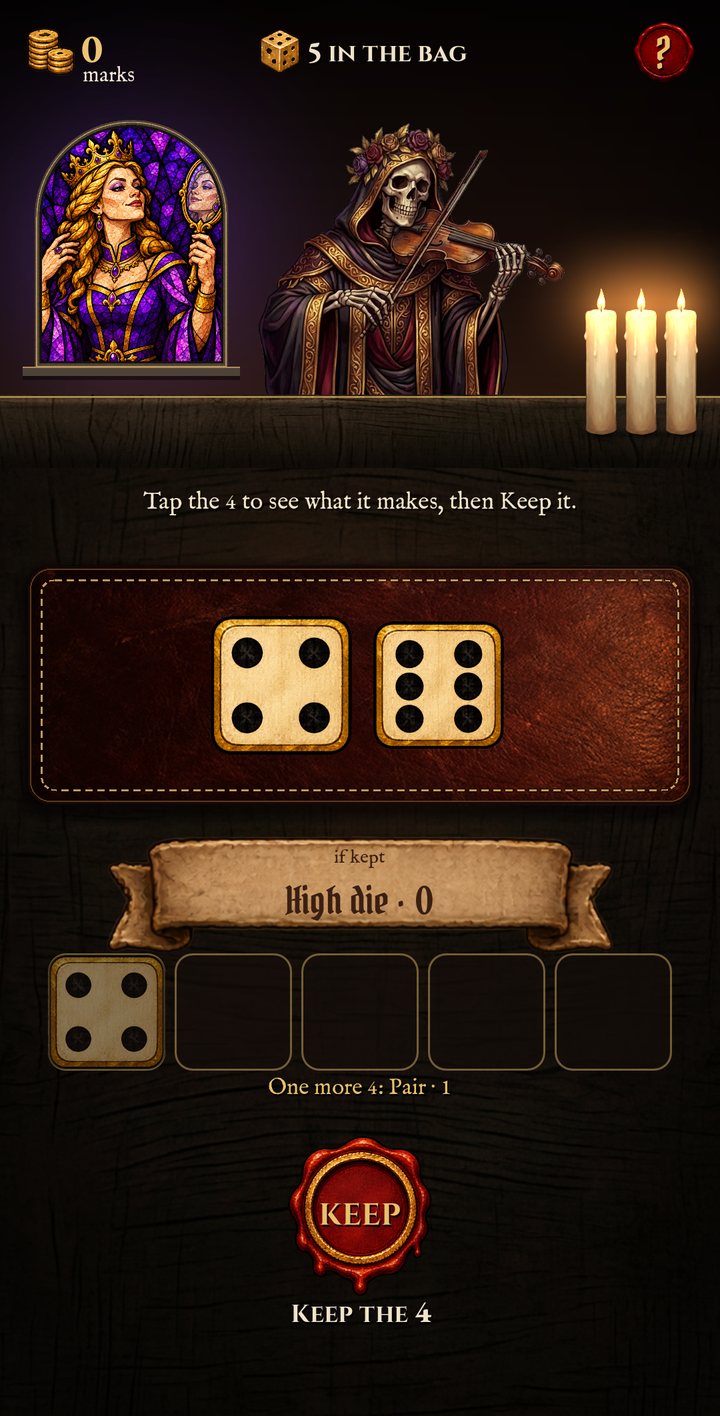 0
marks
5 IN THE BAG
?
Tap the 4 to see what it makes, then Keep it.
if kept
High die · 0
One more 4: Pair · 1
KEEP
KEEP THE 4